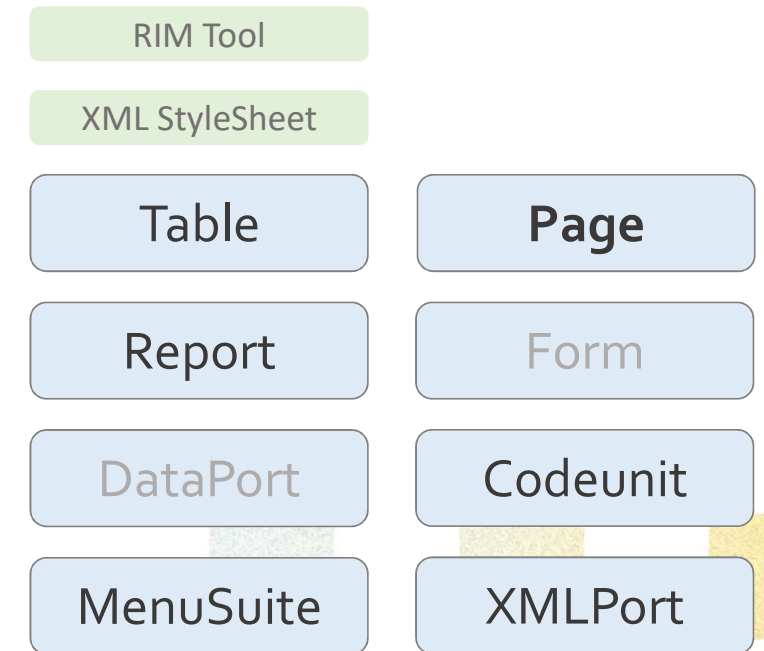 RIM Tool
XML StyleSheet
Table
Page
Report
Form
DataPort
Codeunit
MenuSuite
XMLPort